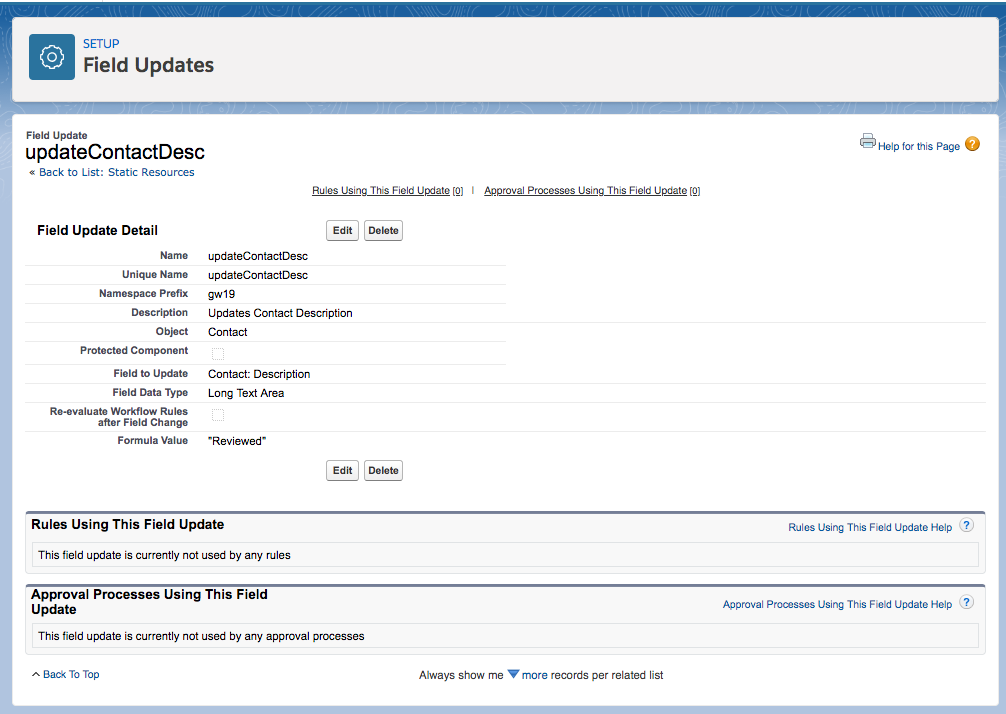 SETUP
Field Updates
Field Update
updateContactDesc
« Back to List: Static Resources
Help for this Page ?
Rules Using This Field Update [0] | Approval Processes Using This Field Update [0]
Field Update Detail Edit Delete
Name updateContactDesc
Unique Name updateContactDesc
Namespace Prefix gw19
Description Updates Contact Description
Object Contact
Protected Component
Field to Update Contact: Description
Field Data Type Long Text Area
Re-evaluate Workflow Rules
after Field Change
Formula Value "Reviewed"
Edit Delete
Rules Using This Field Update Rules Using This Field Update Help ?
This field update is currently not used by any rules
Approval Processes Using This Field
Update
Approval Processes Using This Field Update Help ?
This field update is currently not used by any approval processes
Back To Top Always show me more records per related list